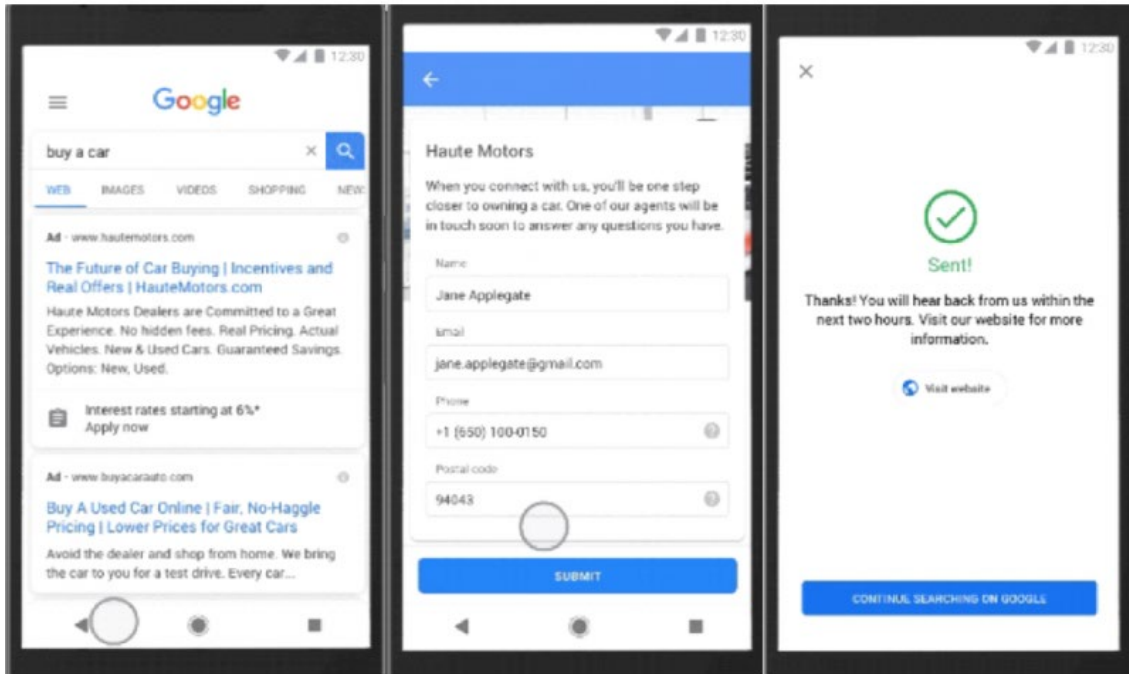 12:30
Google
buy a car
WEB IMAGES VIDEOS SHOPPING NEWS
Ad · www.hautemotors.com
The Future of Car Buying | Incentives and
Real Offers | HauteMotors.com
Haute Motors Dealers are Committed to a Great
Experience. No hidden fees. Real Pricing. Actual
Vehicles. New & Used Cars. Guaranteed Savings.
Options: New, Used.
Interest rates starting at 6%*
Apply now
Ad · www.buyacarauto.com
Buy A Used Car Online | Fair, No-Haggle
Pricing | Lower Prices for Great Cars
Avoid the dealer and shop from home. We bring
the car to you for a test drive. Every car...
12:30
Haute Motors
When you connect with us, you'll be one step
closer to owning a car. One of our agents will be
in touch soon to answer any questions you have.
Name
Jane Applegate
Email
jane.applegate@gmail.com
Phone
+1 (650) 100-0150
Postal code
94043
SUBMIT
12:30
Sent!
Thanks! You will hear back from us within the
next two hours. Visit our website for more
information.
Visit website
CONTINUE SEARCHING ON GOOGLE